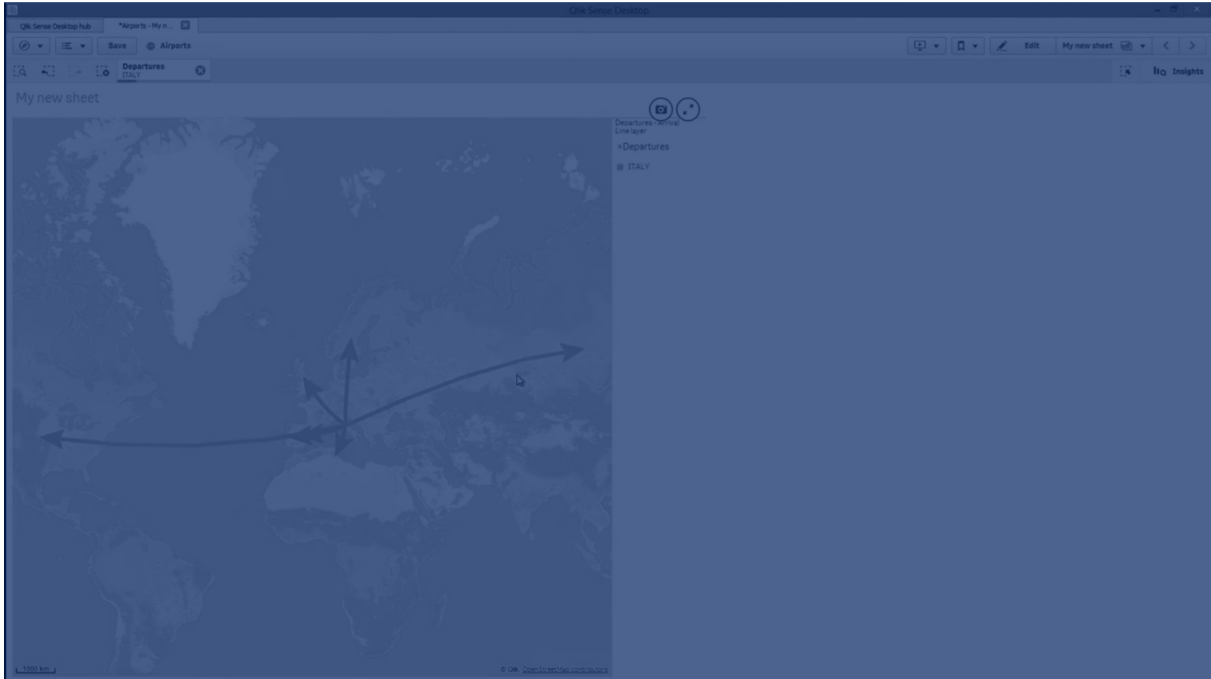 Qlik Sense Desktop
Qlik Sense Desktop hub
*Airports - My n...
Save
Airports
Edit
My new sheet
Departures
ITALY
Insights
My new sheet
Departures - Arrival
Line layer
Departures
ITALY
1000 km
© Qlik, OpenStreetMap contributors